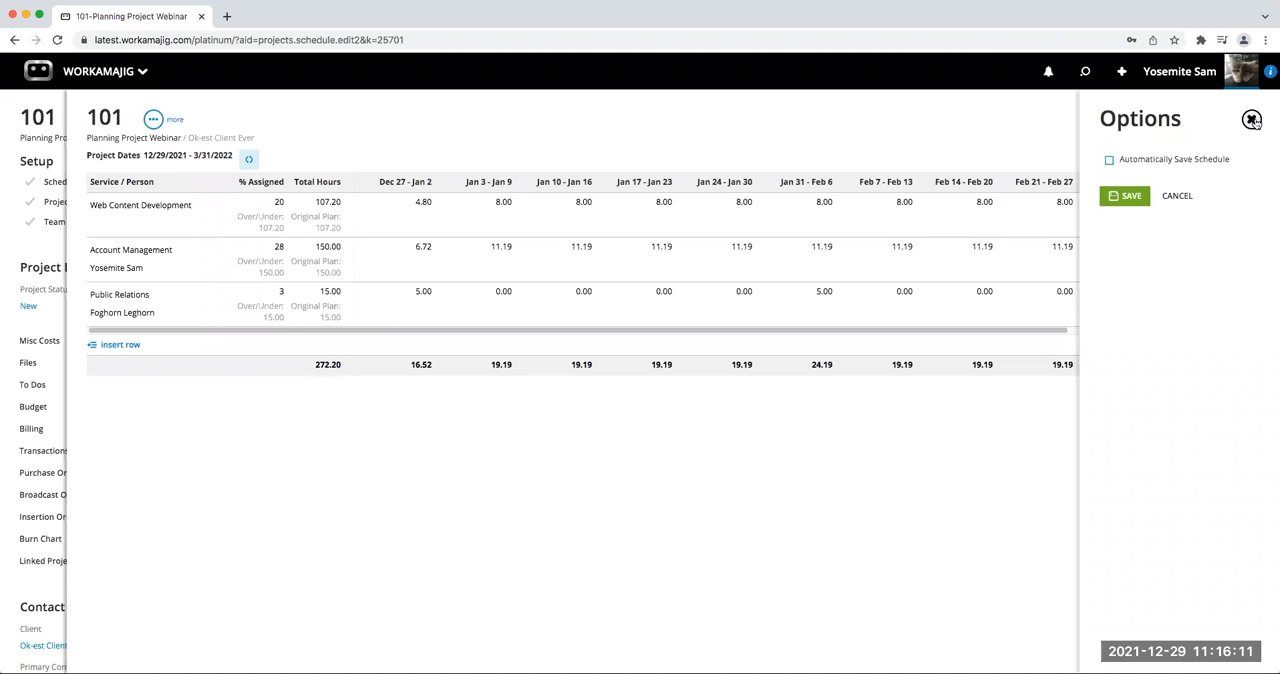 101-Planning Project Webinar
latest.workamajig.com/platinum/?aid=projects.schedule.edit2&k=25701
WORKAMAJIG
Yosemite Sam
101
Planning Pro
Setup
Sched
Projec
Team
Project
Project Statu
New
Misc Costs
Files
To Dos
Budget
Billing
Transactions
Purchase Or
Broadcast O
Insertion Or
Burn Chart
Linked Proje
Contact
Client
Ok-est Client
Primary Con
101
more
Planning Project Webinar / Ok-est Client Ever
Project Dates 12/29/2021 - 3/31/2022
Service / Person % Assigned Total Hours Dec 27 - Jan 2 Jan 3 - Jan 9 Jan 10 - Jan 16 Jan 17 - Jan 23 Jan 24 - Jan 30 Jan 31 - Feb 6 Feb 7 - Feb 13 Feb 14 - Feb 20 Feb 21 - Feb 27
Web Content Development 20 107.20 4.80 8.00 8.00 8.00 8.00 8.00 8.00 8.00 8.00
Over/Under: Original Plan:
107.20 107.20
Account Management 28 150.00 6.72 11.19 11.19 11.19 11.19 11.19 11.19 11.19 11.19
Yosemite Sam Over/Under: Original Plan:
150.00 150.00
Public Relations 3 15.00 5.00 0.00 0.00 0.00 0.00 5.00 0.00 0.00 0.00
Foghorn Leghorn Over/Under: Original Plan:
15.00 15.00
insert row
272.20 16.52 19.19 19.19 19.19 19.19 24.19 19.19 19.19 19.19
Options
Automatically Save Schedule
SAVE CANCEL
2021-12-29 11:16:11